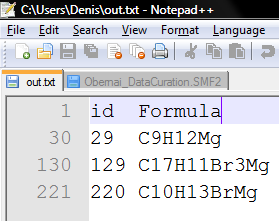 C:\Users\Denis\out.txt - Notepad++
File Edit Search View Format Language
out.txt Obernai_DataCuration.SMF2
1 id Formula
30 29 C9H12Mg
130 129 C17H11Br3Mg
221 220 C10H13BrMg